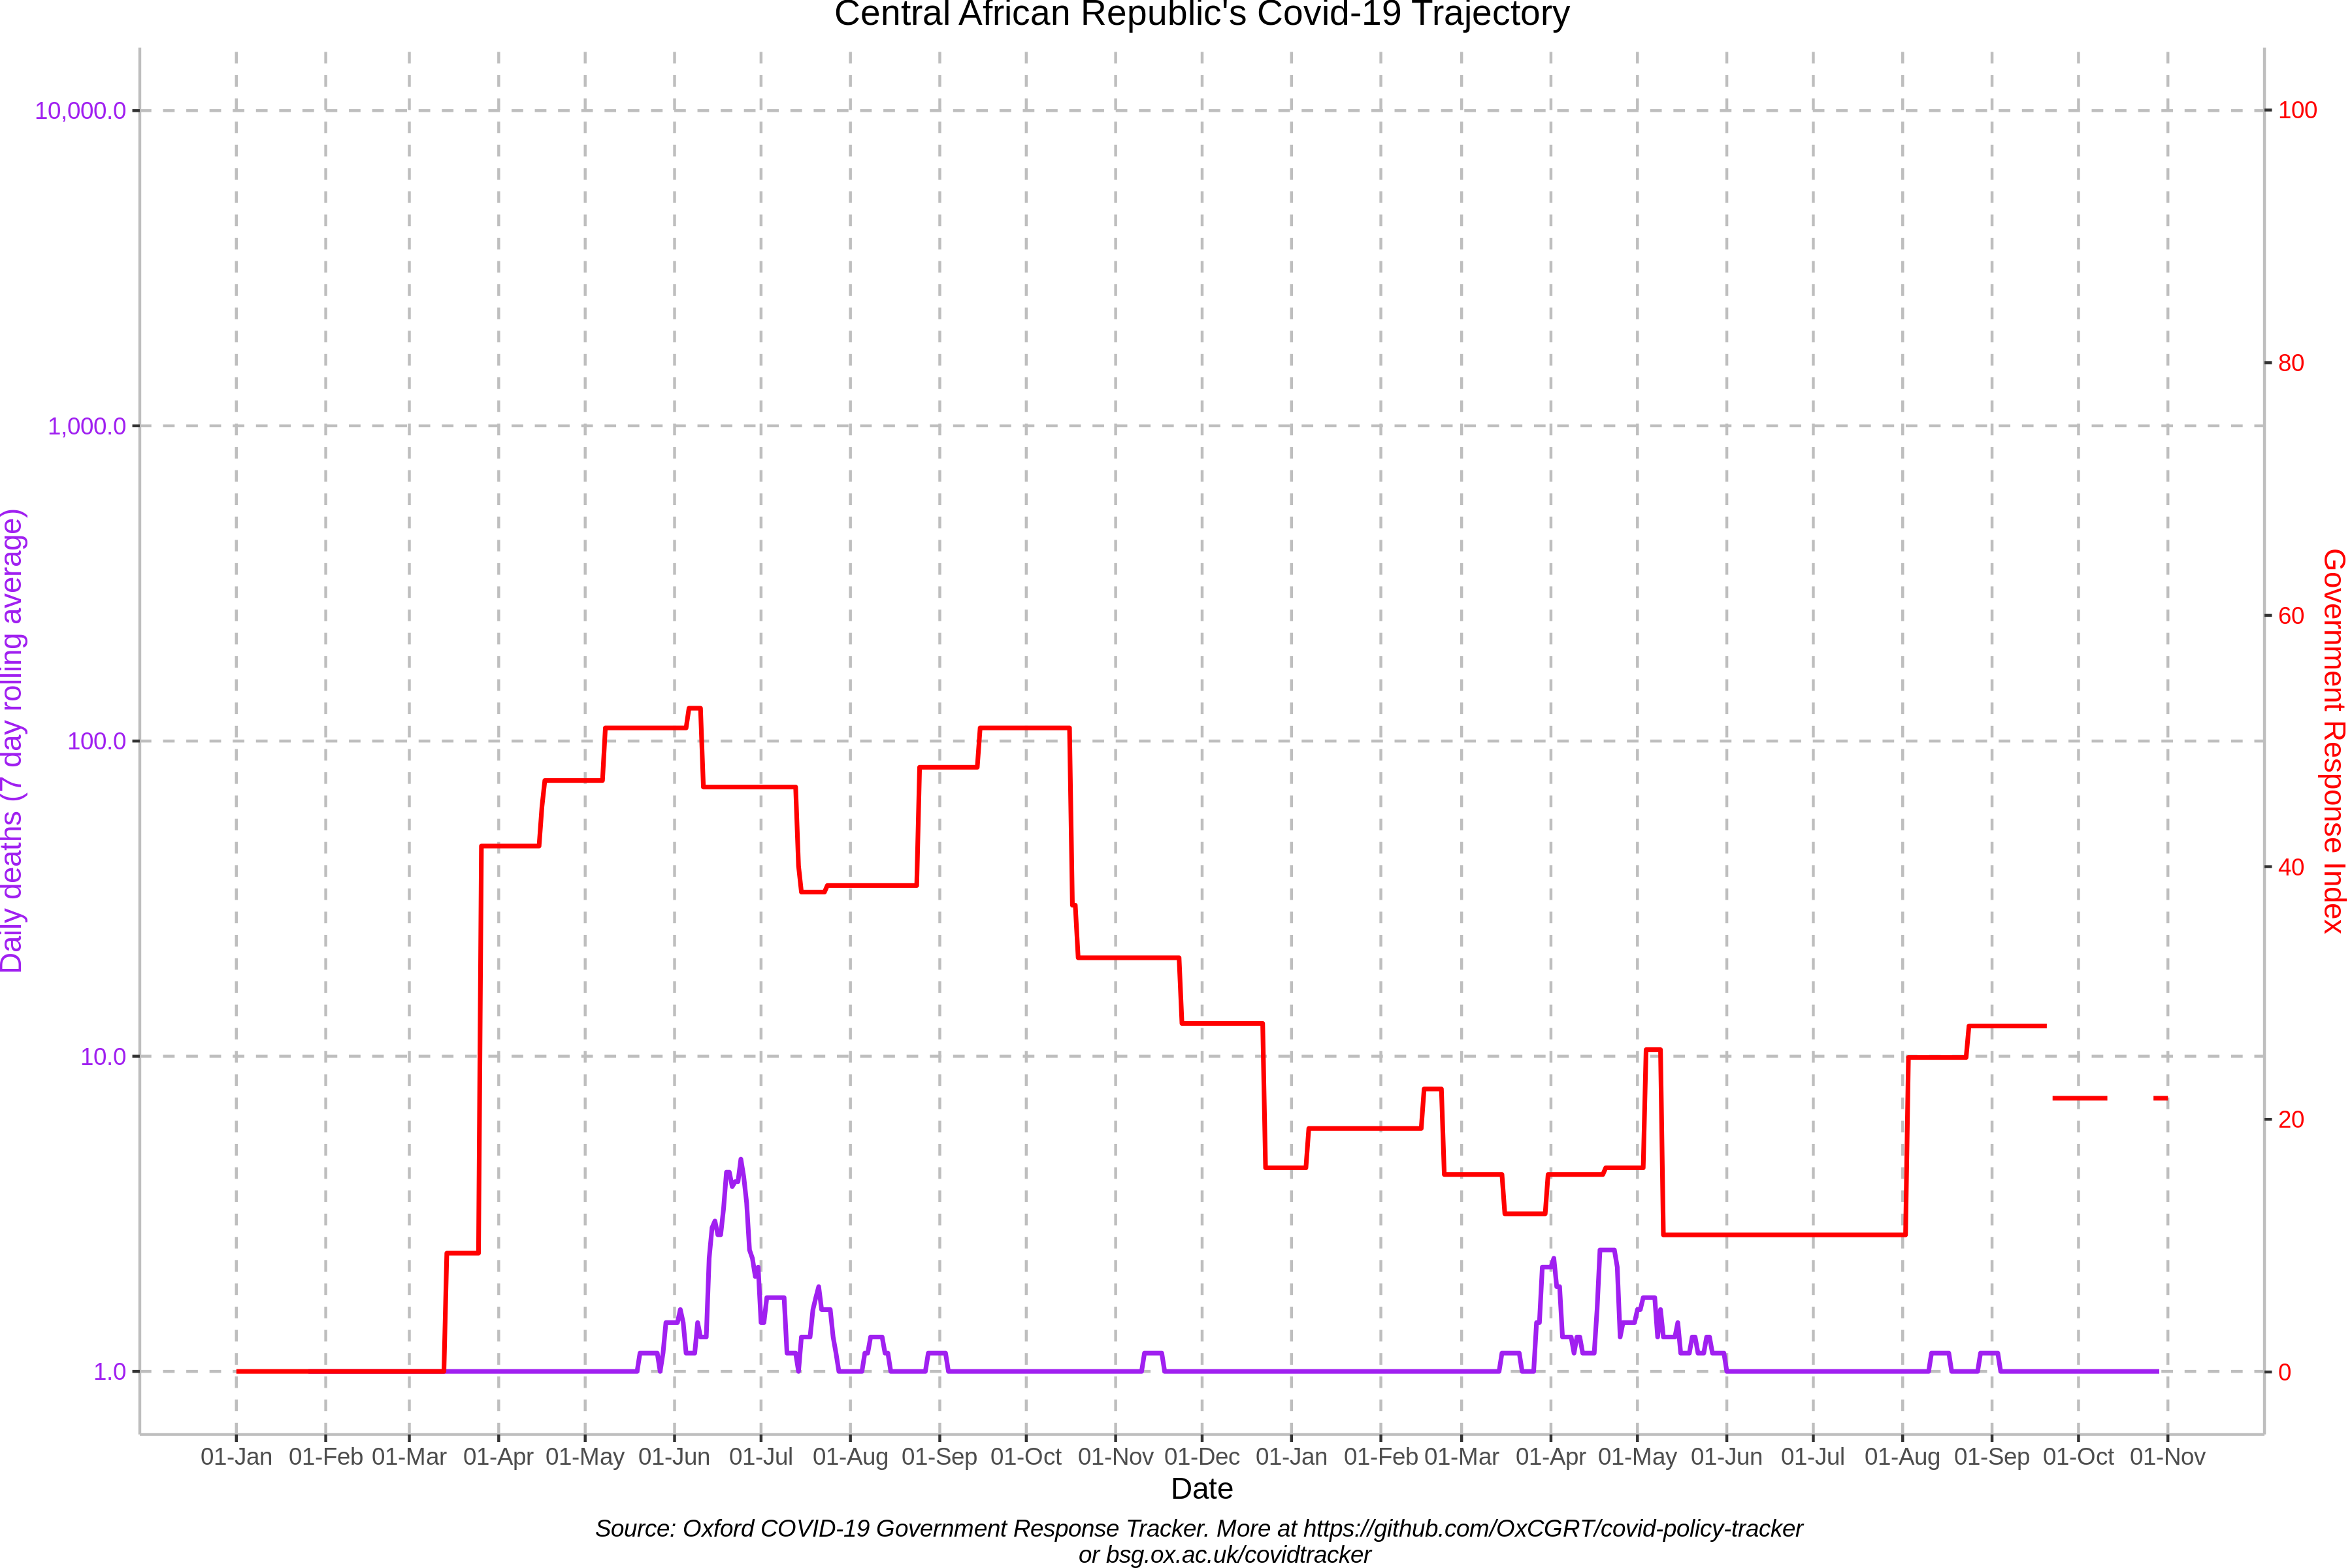 Central African Republic's Covid-19 Trajectory
10,000.0
1,000.0
100.0
10.0
1.0
Daily deaths (7 day rolling average)
100
80
60
40
20
0
Government Response Index
01-Jan 01-Feb 01-Mar 01-Apr 01-May 01-Jun 01-Jul 01-Aug 01-Sep 01-Oct 01-Nov 01-Dec 01-Jan 01-Feb 01-Mar 01-Apr 01-May 01-Jun 01-Jul 01-Aug 01-Sep 01-Oct 01-Nov
Date
Source: Oxford COVID-19 Government Response Tracker. More at https://github.com/OxCGRT/covid-policy-tracker
or bsg.ox.ac.uk/covidtracker